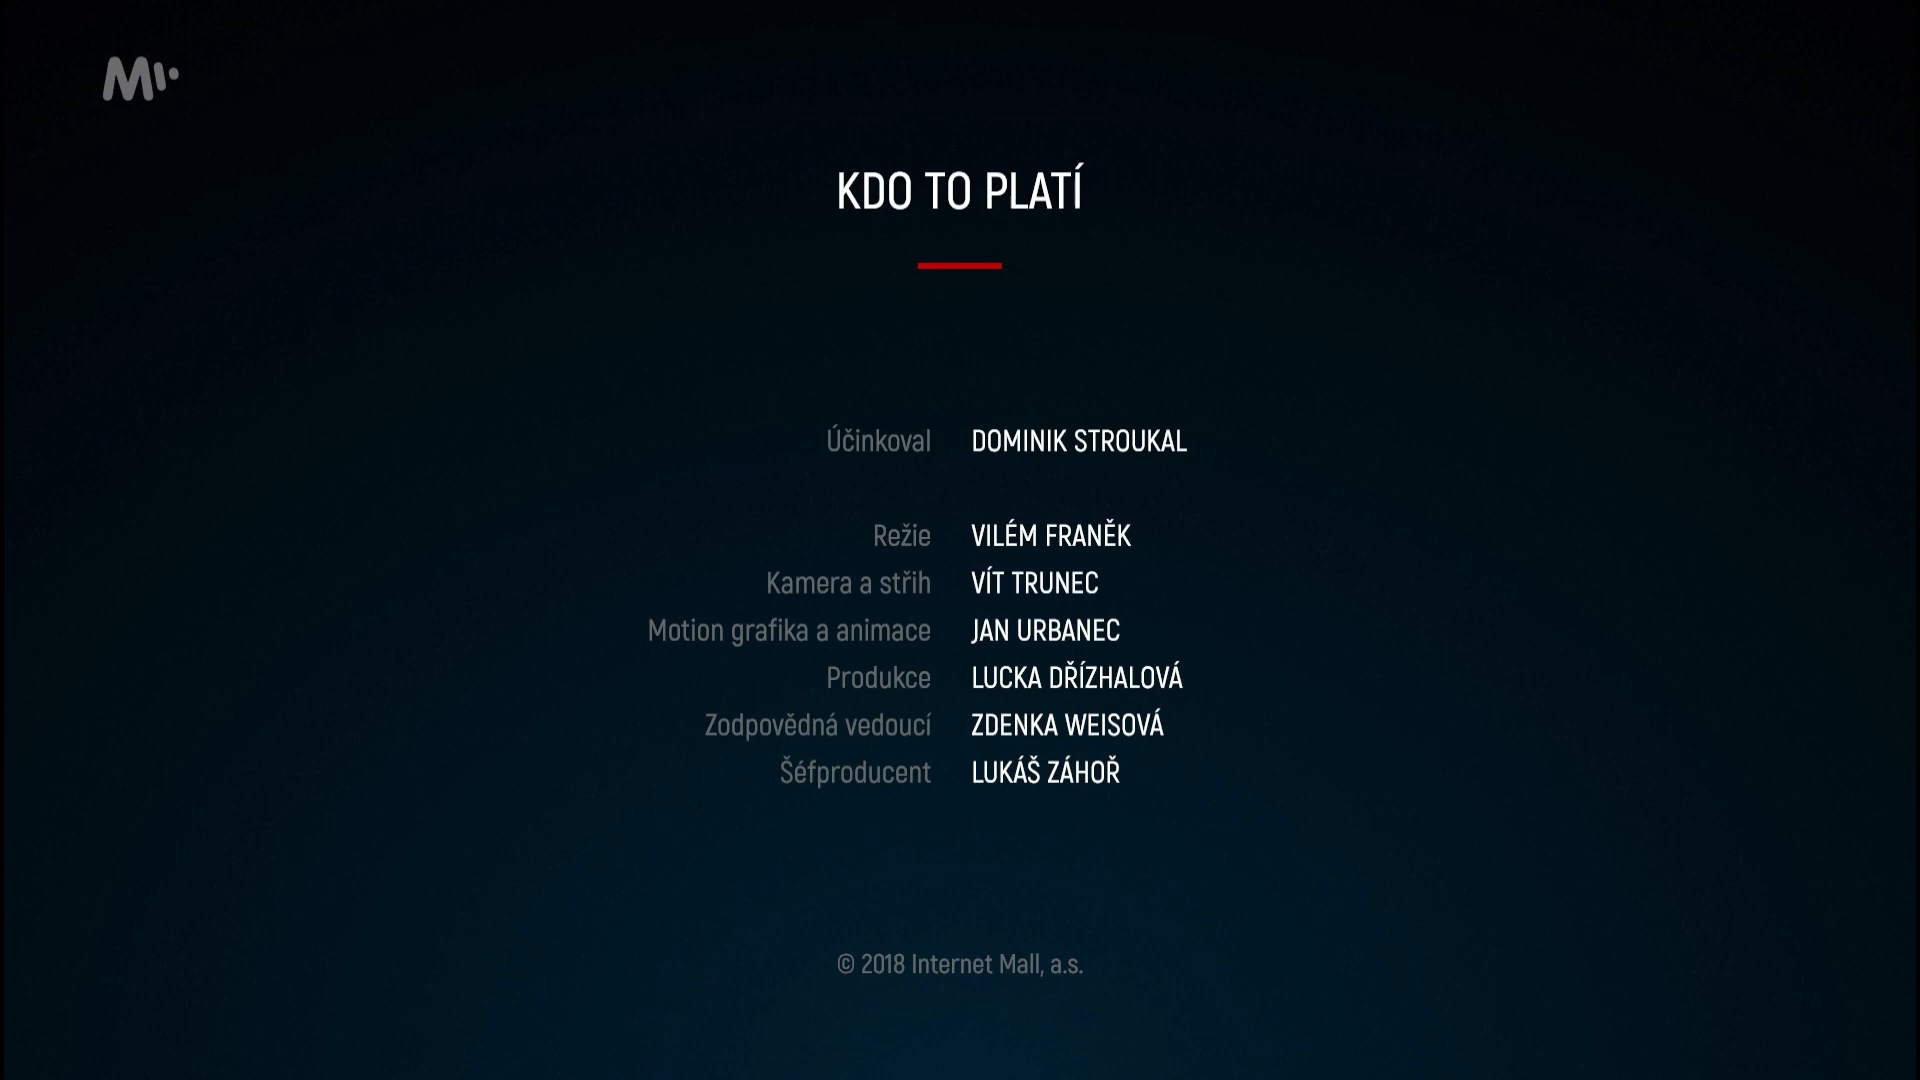 M
KDO TO PLATÍ
Účinkoval DOMINIK STROUKAL
Režie VILÉM FRANĚK
Kamera a střih VÍT TRUNEC
Motion grafika a animace JAN URBANEC
Produkce LUCKA DŘÍZHALOVÁ
Zodpovědná vedoucí ZDENKA WEISOVÁ
Šéfproducent LUKÁŠ ZÁHOŘ
© 2018 Internet Mall, a.s.